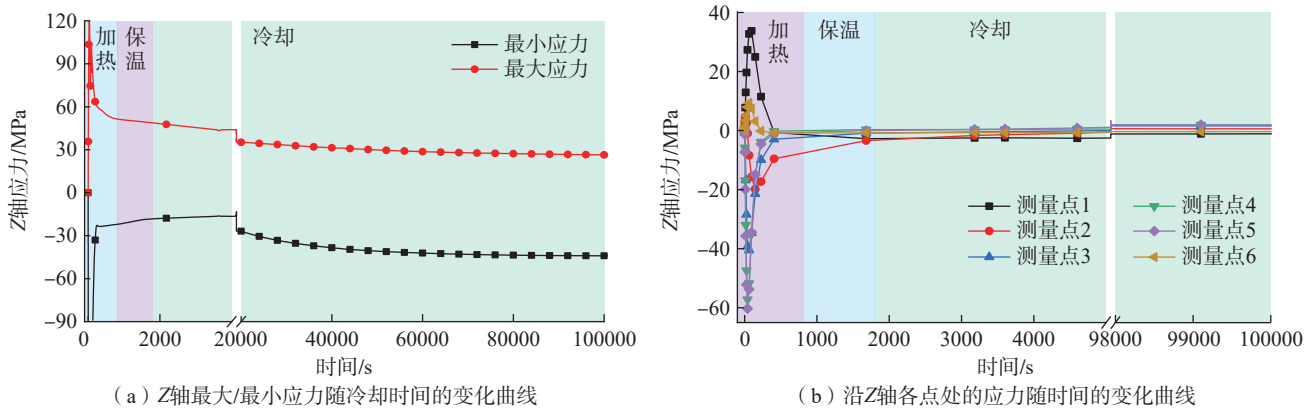 120
90
60
30
0
−30
−60
−90
Z轴应力/MPa
加热
保温
冷却
最小应力
最大应力
0 2000 20000 40000 60000 80000 100000
时间/s
(a)Z轴最大/最小应力随冷却时间的变化曲线
40
20
0
−20
−40
−60
Z轴应力/MPa
加热
保温
冷却
测量点1 测量点4
测量点2 测量点5
测量点3 测量点6
0 1000 2000 3000 4000 98000 99000 100000
时间/s
(b)沿Z轴各点处的应力随时间的变化曲线